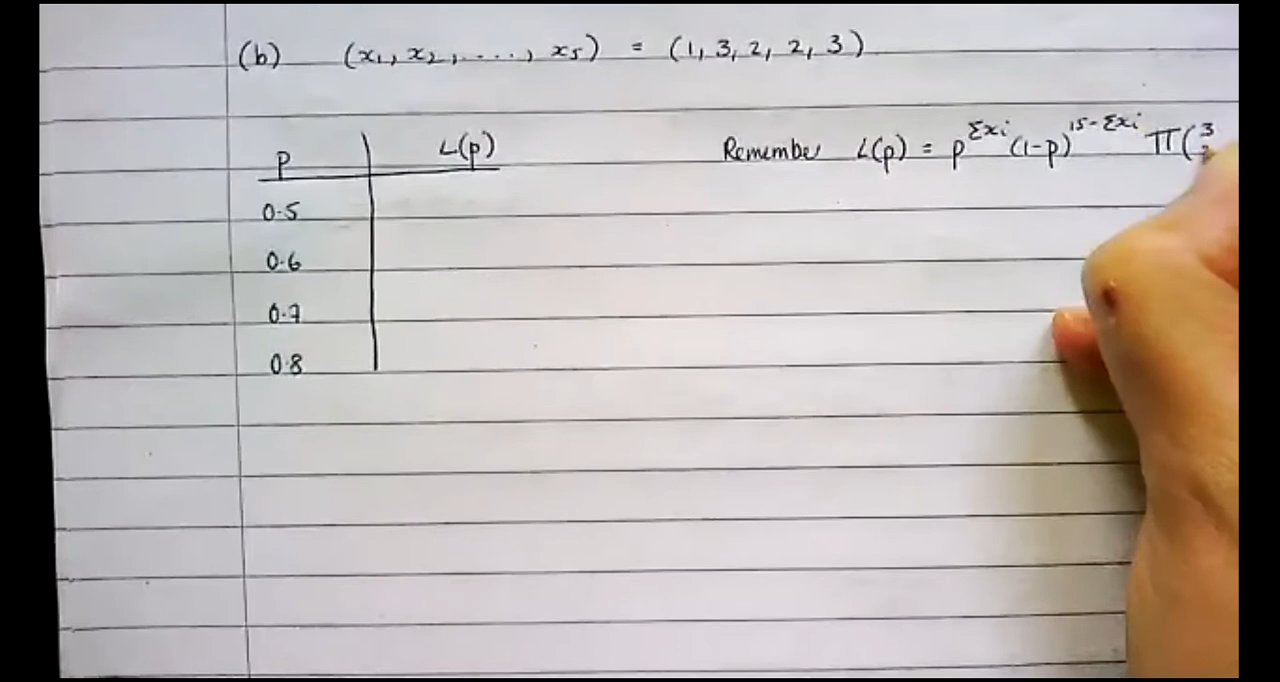 (b) (x₁, x₂, ...., x₅) = (1, 3, 2, 2, 3)
P L(p) Remember L(p) = p^Σxi (1-p)^15-Σxi Π(3
0.5
0.6
0.7
0.8